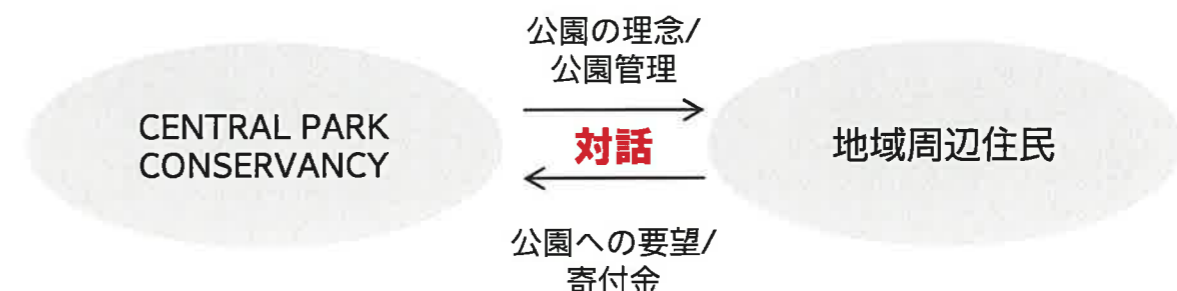 公園の理念/
公園管理
CENTRAL PARK
CONSERVANCY
対話
地域周辺住民
公園への要望/
寄付金